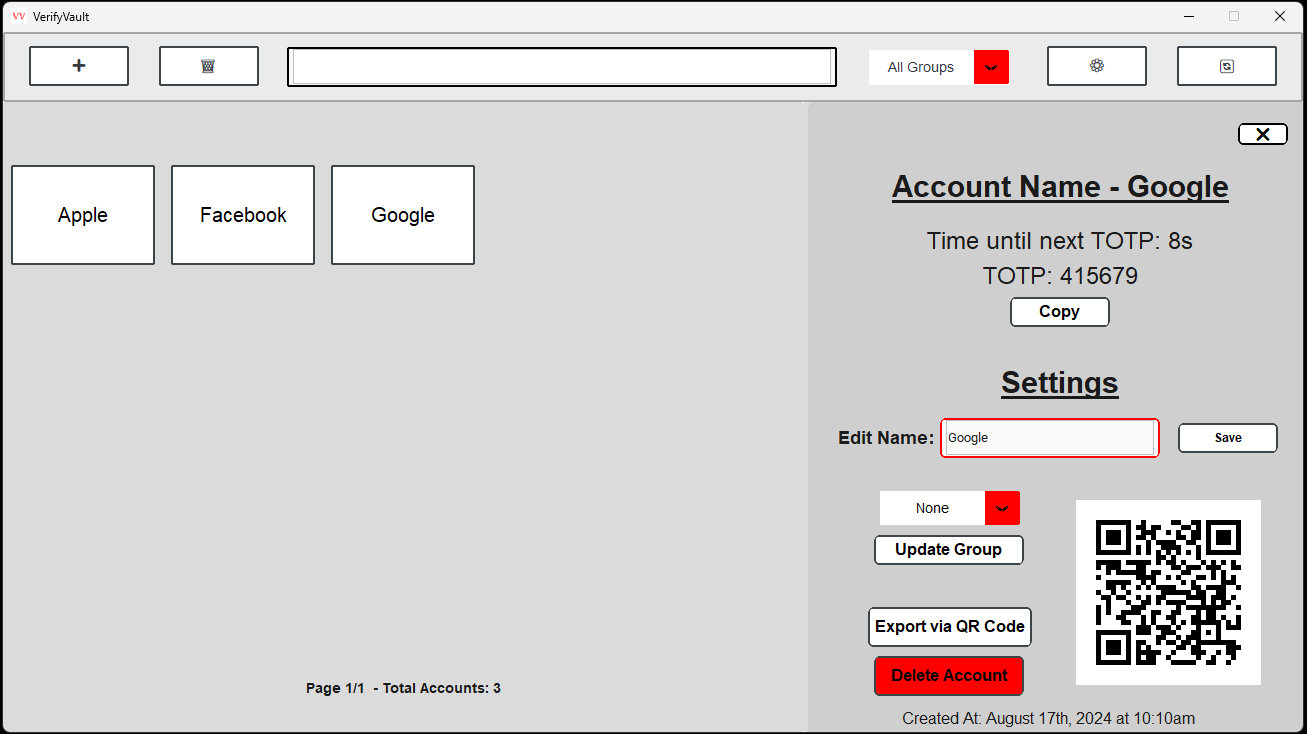 VV VerifyVault
All Groups
Apple
Facebook
Google
Page 1/1 - Total Accounts: 3
Account Name - Google
Time until next TOTP: 8s
TOTP: 415679
Copy
Settings
Edit Name: Google Save
None
Update Group
Export via QR Code
Delete Account
Created At: August 17th, 2024 at 10:10am